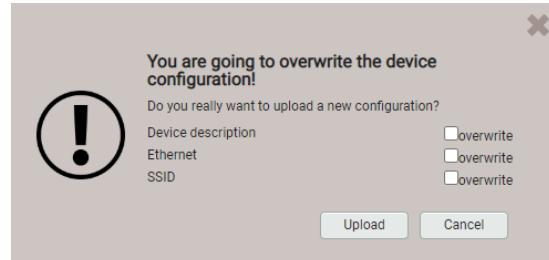 You are going to overwrite the device
configuration!
Do you really want to upload a new configuration?
Device description overwrite
Ethernet overwrite
SSID overwrite
Upload Cancel